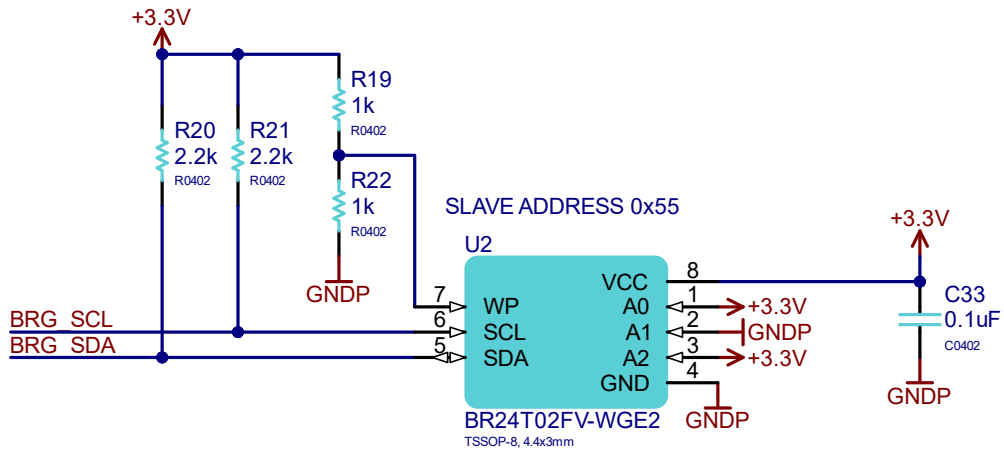 +3.3V
R19
1k
R0402
R20
2.2k
R0402
R21
2.2k
R0402
R22
1k
R0402
GNDP
SLAVE ADDRESS 0x55
U2
+3.3V
VCC
8
7
WP
A0
1
+3.3V
C33
0.1uF
C0402
BRG_SCL
6
SCL
A1
2
GNDP
BRG_SDA
5
SDA
A2
3
+3.3V
GND
4
GNDP
GNDP
BR24T02FV-WGE2
TSSOP-8, 4.4x3mm